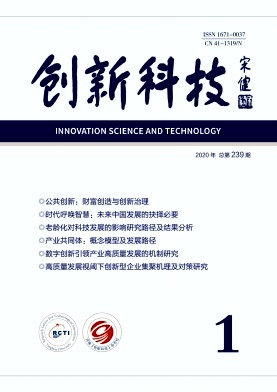 ISSN 1671-0037
CN 41-1319/N
创新科技
宋健
INNOVATION SCIENCE AND TECHNOLOGY
2020年 总第239期
公共创新：财富创造与创新治理
时代呼唤智慧：未来中国发展的抉择必要
老龄化对科技发展的影响研究路径及结果分析
产业共同体：概念模型及发展路径
数字创新引领产业高质量发展的机制研究
高质量发展视阈下创新型企业集聚机理及对策研究
RCTI
1